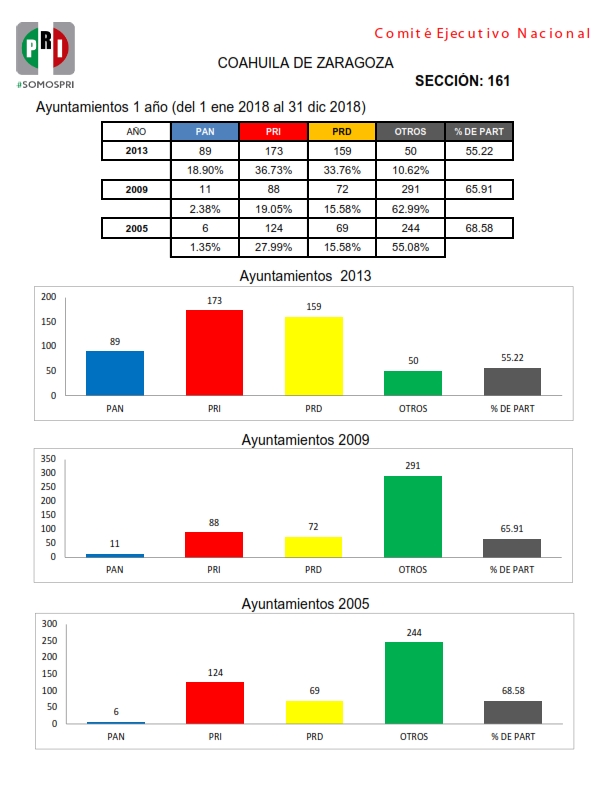 Comité Ejecutivo Nacional
PRI
#SOMOSPRI
COAHUILA DE ZARAGOZA
SECCIÓN: 161
Ayuntamientos 1 año (del 1 ene 2018 al 31 dic 2018)
AÑO PAN PRI PRD OTROS % DE PART
2013 89 173 159 50 55.22
18.90% 36.73% 33.76% 10.62%
2009 11 88 72 291 65.91
2.38% 19.05% 15.58% 62.99%
2005 6 124 69 244 68.58
1.35% 27.99% 15.58% 55.08%
Ayuntamientos 2013
200
150
100
50
0
89 173 159 50 55.22
PAN PRI PRD OTROS % DE PART
Ayuntamientos 2009
350
300
250
200
150
100
50
0
11 88 72 291 65.91
PAN PRI PRD OTROS % DE PART
Ayuntamientos 2005
300
250
200
150
100
50
0
6 124 69 244 68.58
PAN PRI PRD OTROS % DE PART